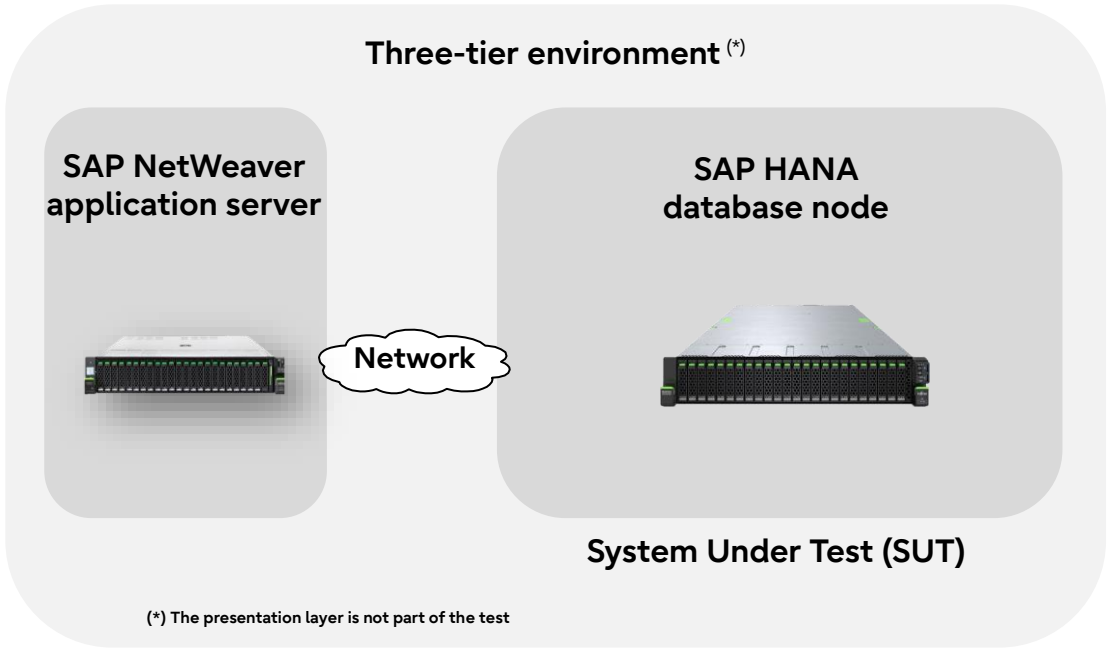 Three-tier environment (*)
SAP NetWeaver
application server
SAP HANA
database node
Network
System Under Test (SUT)
(*) The presentation layer is not part of the test